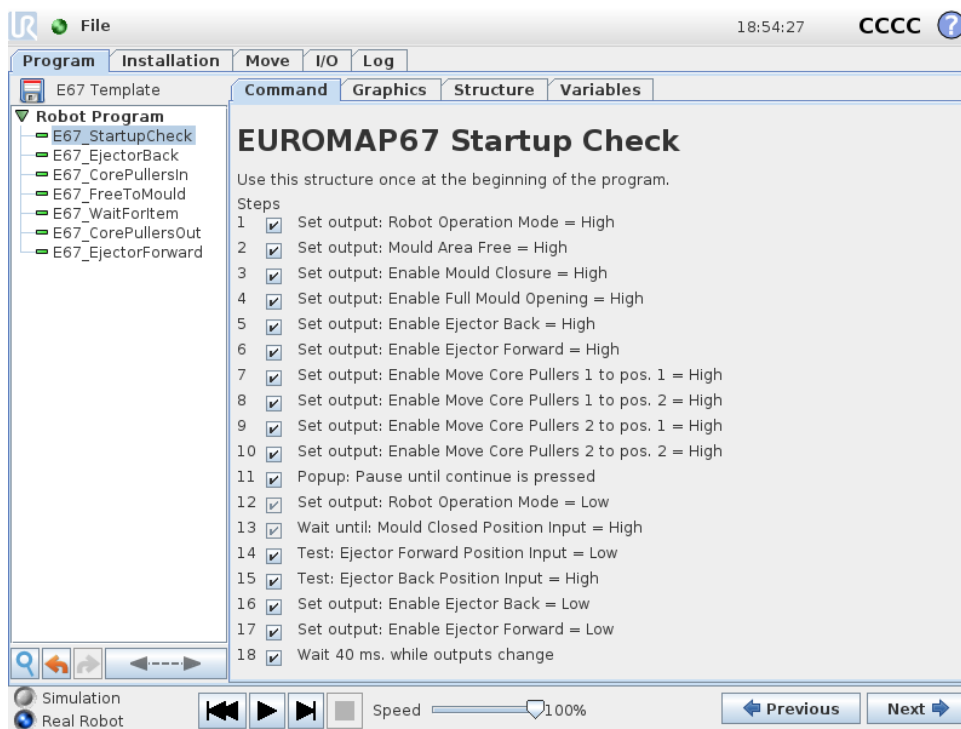 UR File 18:54:27 CCCC ?
Program Installation Move I/O Log
E67 Template
Command Graphics Structure Variables
Robot Program
E67_StartupCheck
E67_EjectorBack
E67_CorePullersIn
E67_FreeToMould
E67_WaitForItem
E67_CorePullersOut
E67_EjectorForward
EUROMAP67 Startup Check
Use this structure once at the beginning of the program.
Steps
1 Set output: Robot Operation Mode = High
2 Set output: Mould Area Free = High
3 Set output: Enable Mould Closure = High
4 Set output: Enable Full Mould Opening = High
5 Set output: Enable Ejector Back = High
6 Set output: Enable Ejector Forward = High
7 Set output: Enable Move Core Pullers 1 to pos. 1 = High
8 Set output: Enable Move Core Pullers 1 to pos. 2 = High
9 Set output: Enable Move Core Pullers 2 to pos. 1 = High
10 Set output: Enable Move Core Pullers 2 to pos. 2 = High
11 Popup: Pause until continue is pressed
12 Set output: Robot Operation Mode = Low
13 Wait until: Mould Closed Position Input = High
14 Test: Ejector Forward Position Input = Low
15 Test: Ejector Back Position Input = High
16 Set output: Enable Ejector Back = Low
17 Set output: Enable Ejector Forward = Low
18 Wait 40 ms. while outputs change
Simulation
Real Robot
Speed 100%
Previous Next